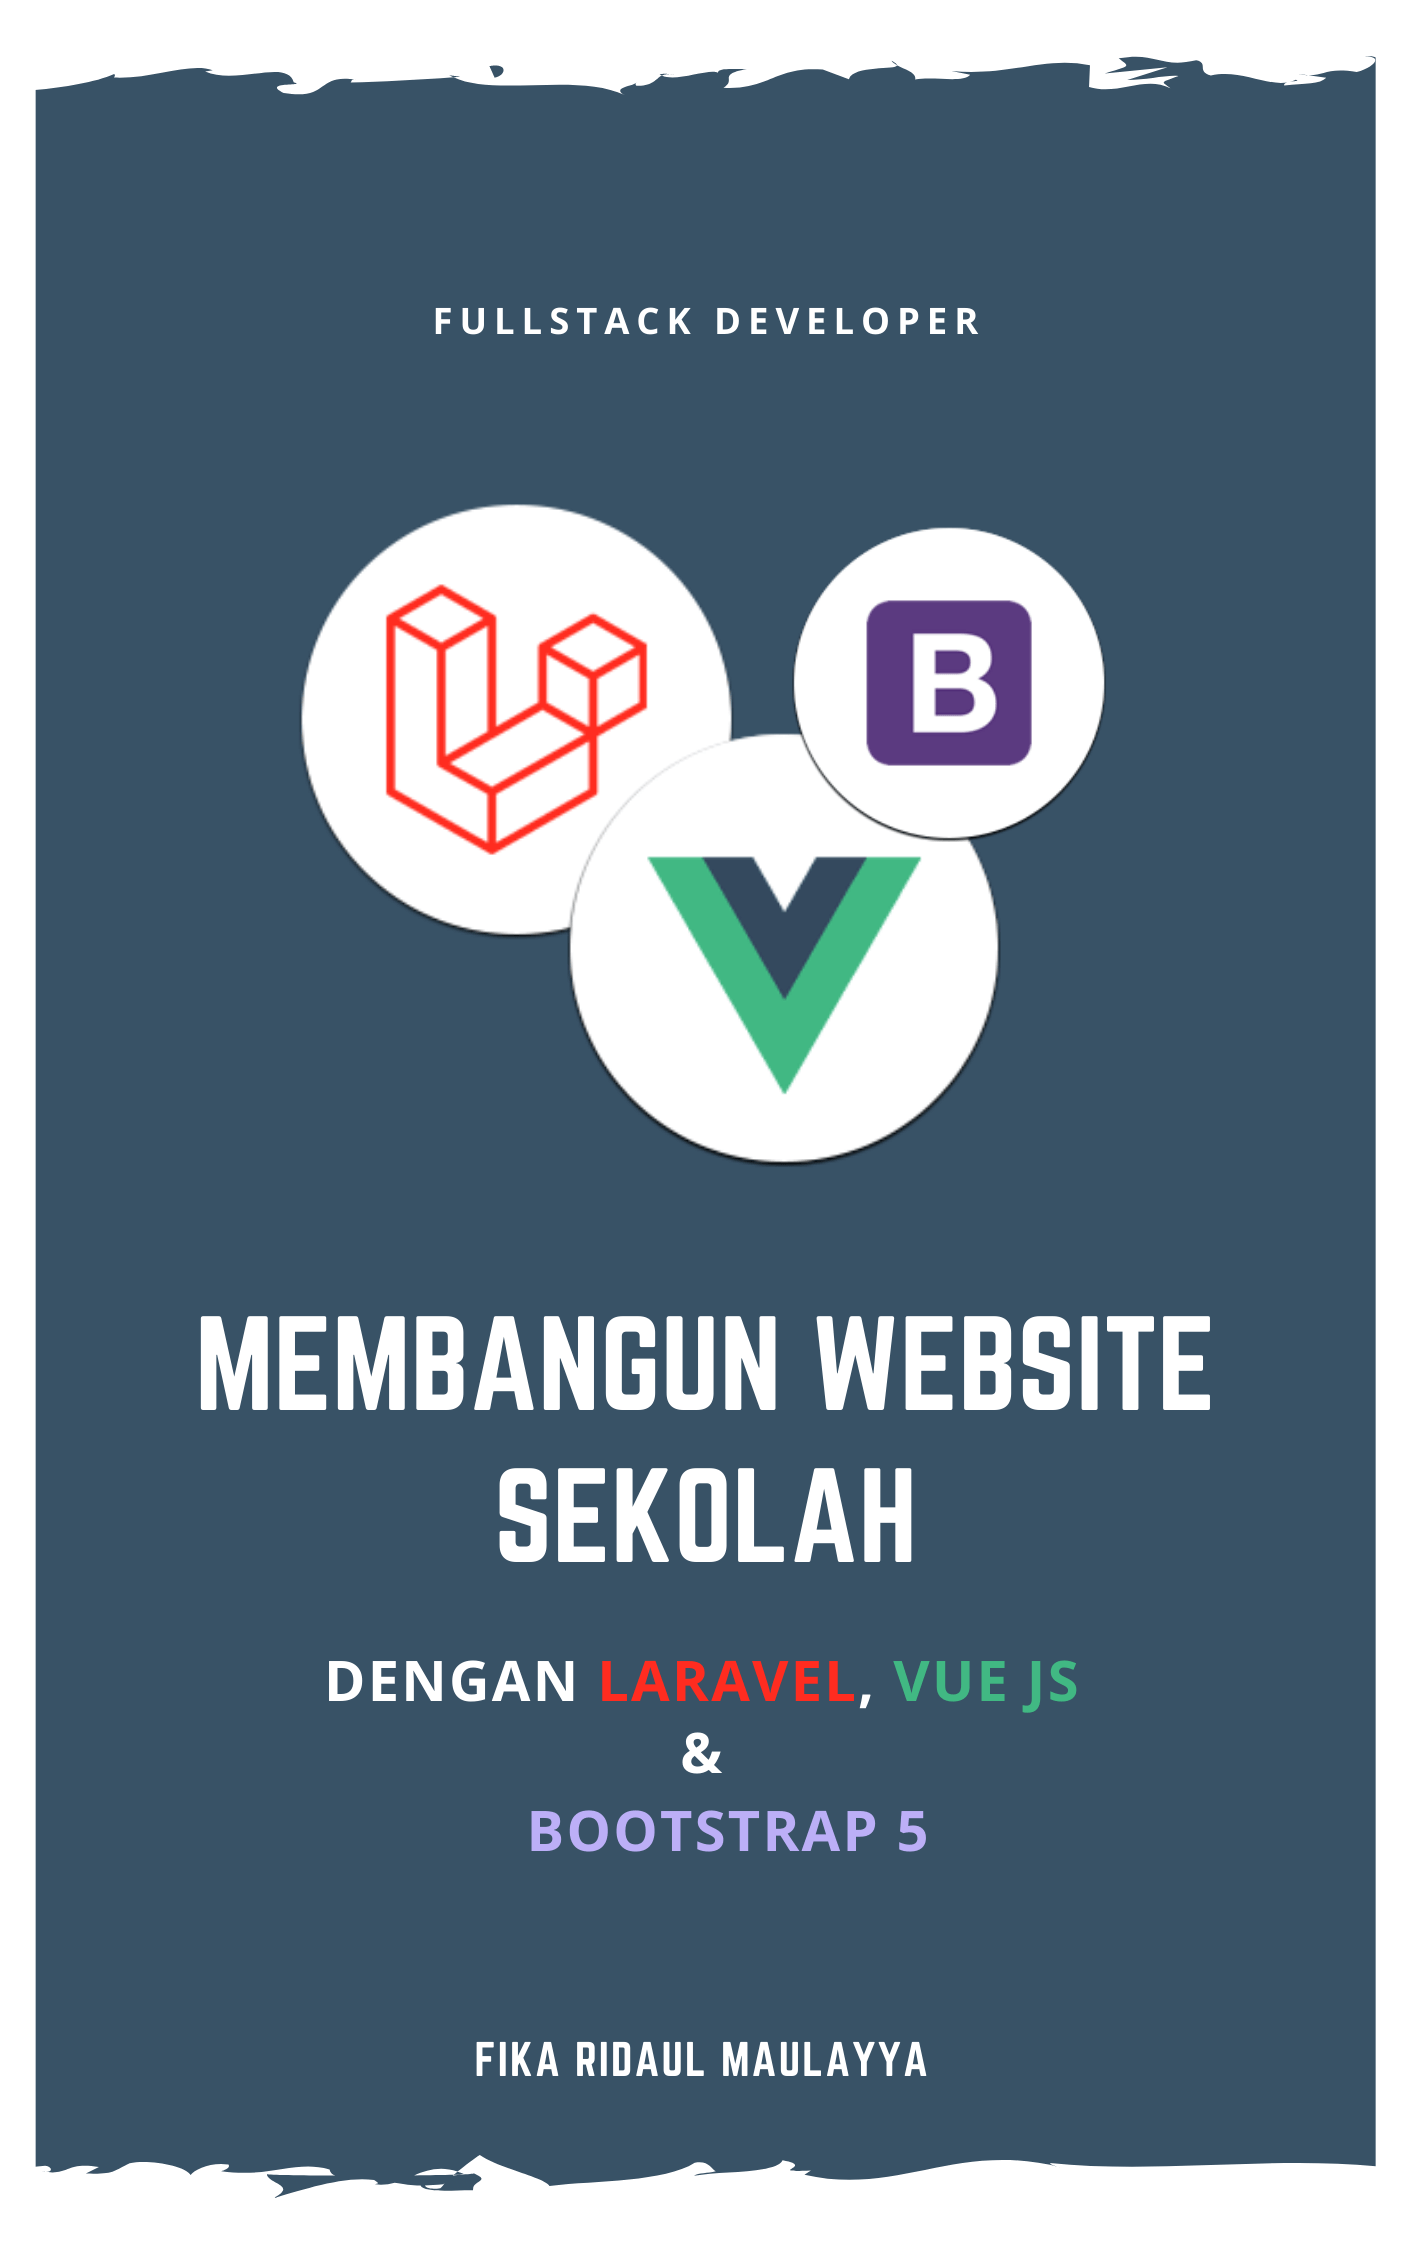 FULLSTACK DEVELOPER
B
MEMBANGUN WEBSITE
SEKOLAH
DENGAN LARAVEL, VUE JS
&
BOOTSTRAP 5
FIKA RIDAUL MAULAYYA